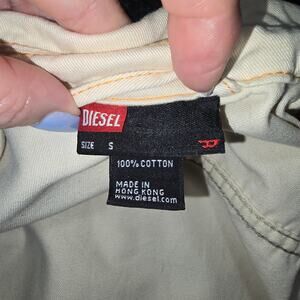 DIESEL
SIZE S
100% COTTON
MADE IN
HONG KONG
www.diesel.com